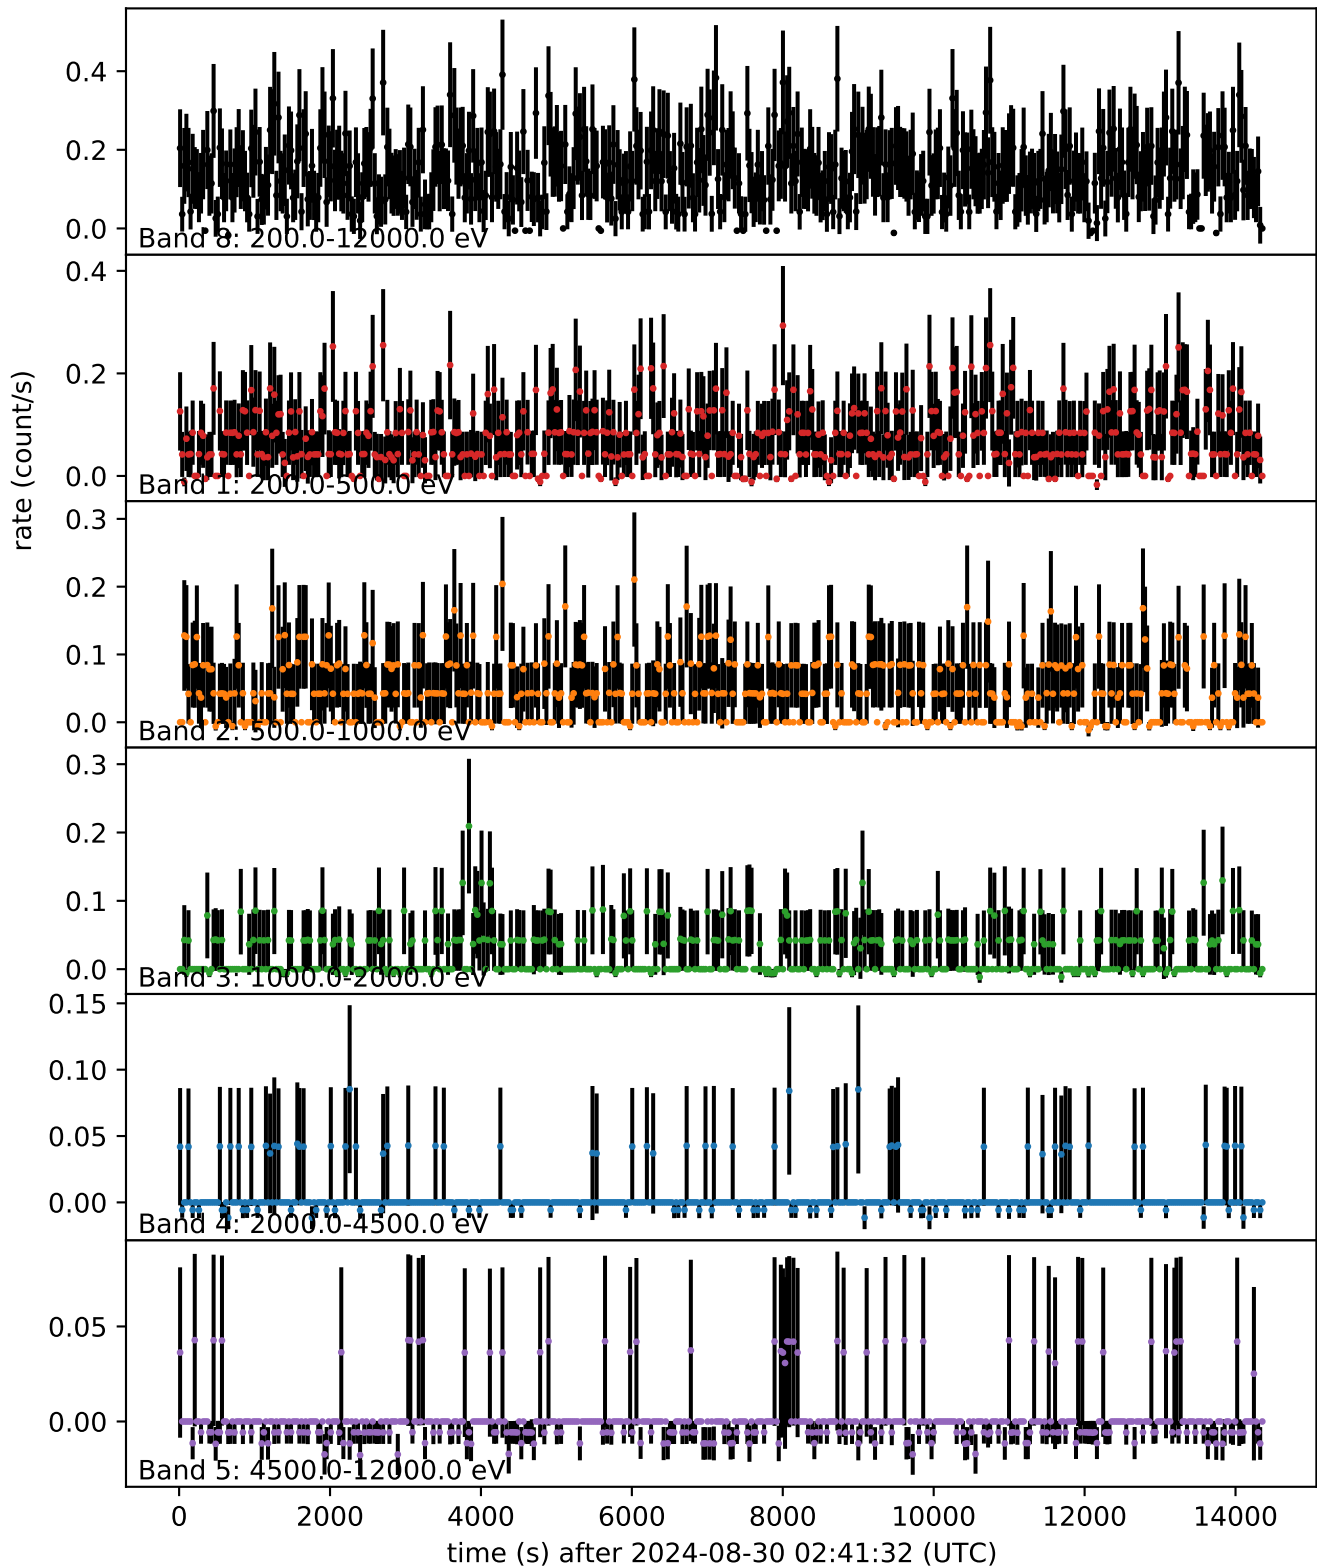 0.4
0.2
0.0
Band 8: 200.0-12000.0 eV
0.4
0.2
0.0
Band 1: 200.0-500.0 eV
rate (count/s)
0.3
0.2
0.1
0.0
Band 2: 500.0-1000.0 eV
0.3
0.2
0.1
0.0
Band 3: 1000.0-2000.0 eV
0.15
0.10
0.05
0.00
Band 4: 2000.0-4500.0 eV
0.05
0.00
Band 5: 4500.0-12000.0 eV
0 2000 4000 6000 8000 10000 12000 14000
time (s) after 2024-08-30 02:41:32 (UTC)